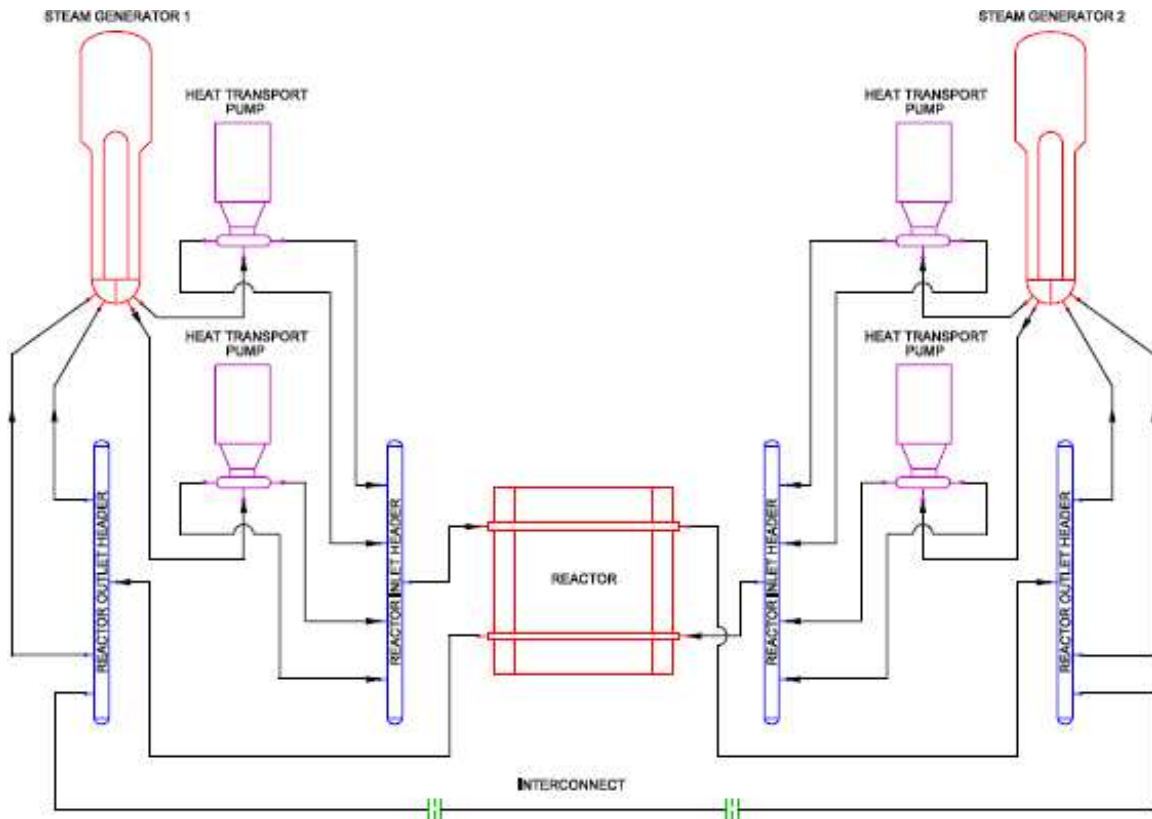 STEAM GENERATOR 1
STEAM GENERATOR 2
HEAT TRANSPORT
PUMP
HEAT TRANSPORT
PUMP
HEAT TRANSPORT
PUMP
HEAT TRANSPORT
PUMP
REACTOR OUTLET HEADER
REACTOR INLET HEADER
REACTOR
REACTOR INLET HEADER
REACTOR OUTLET HEADER
INTERCONNECT